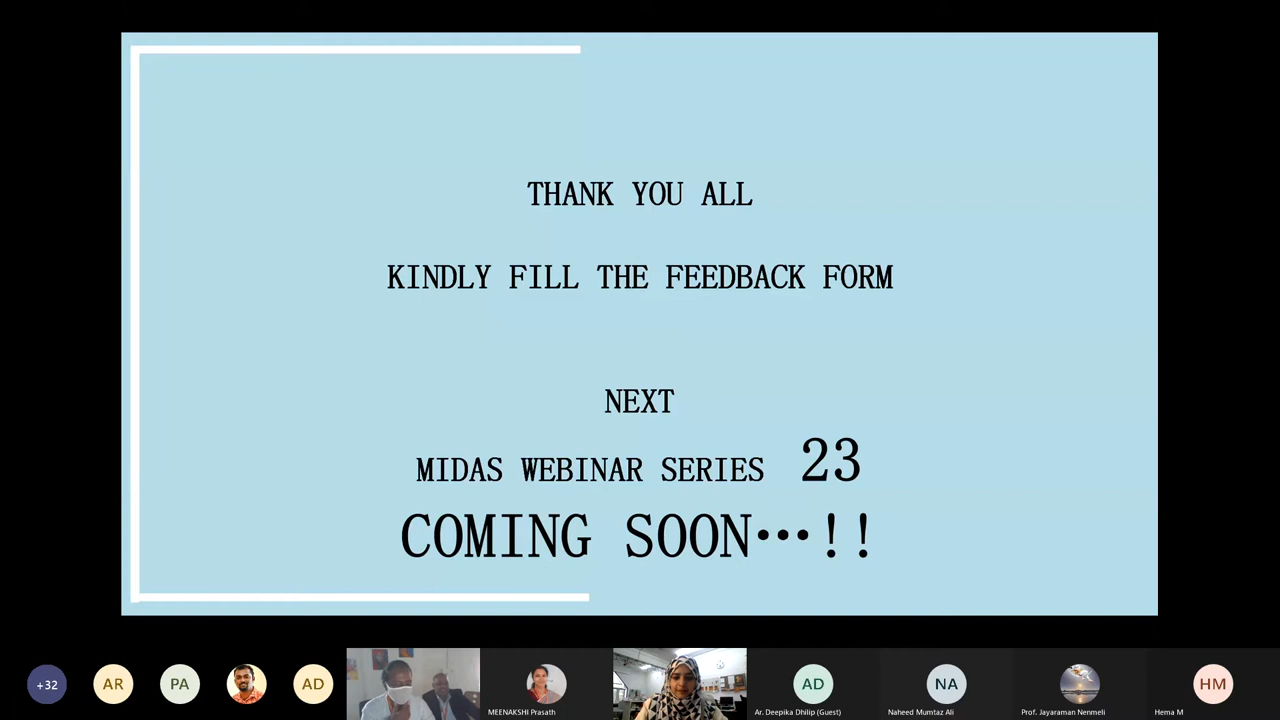 THANK YOU ALL
KINDLY FILL THE FEEDBACK FORM
NEXT
MIDAS WEBINAR SERIES 23
COMING SOON...!!
+32
AR
PA
AD
MEENAKSHI Prasath
AD
Ar. Deepika Dhilip (Guest)
NA
Naheed Mumtaz Ali
Prof. Jayaraman Nenmeli
HM
Hema M